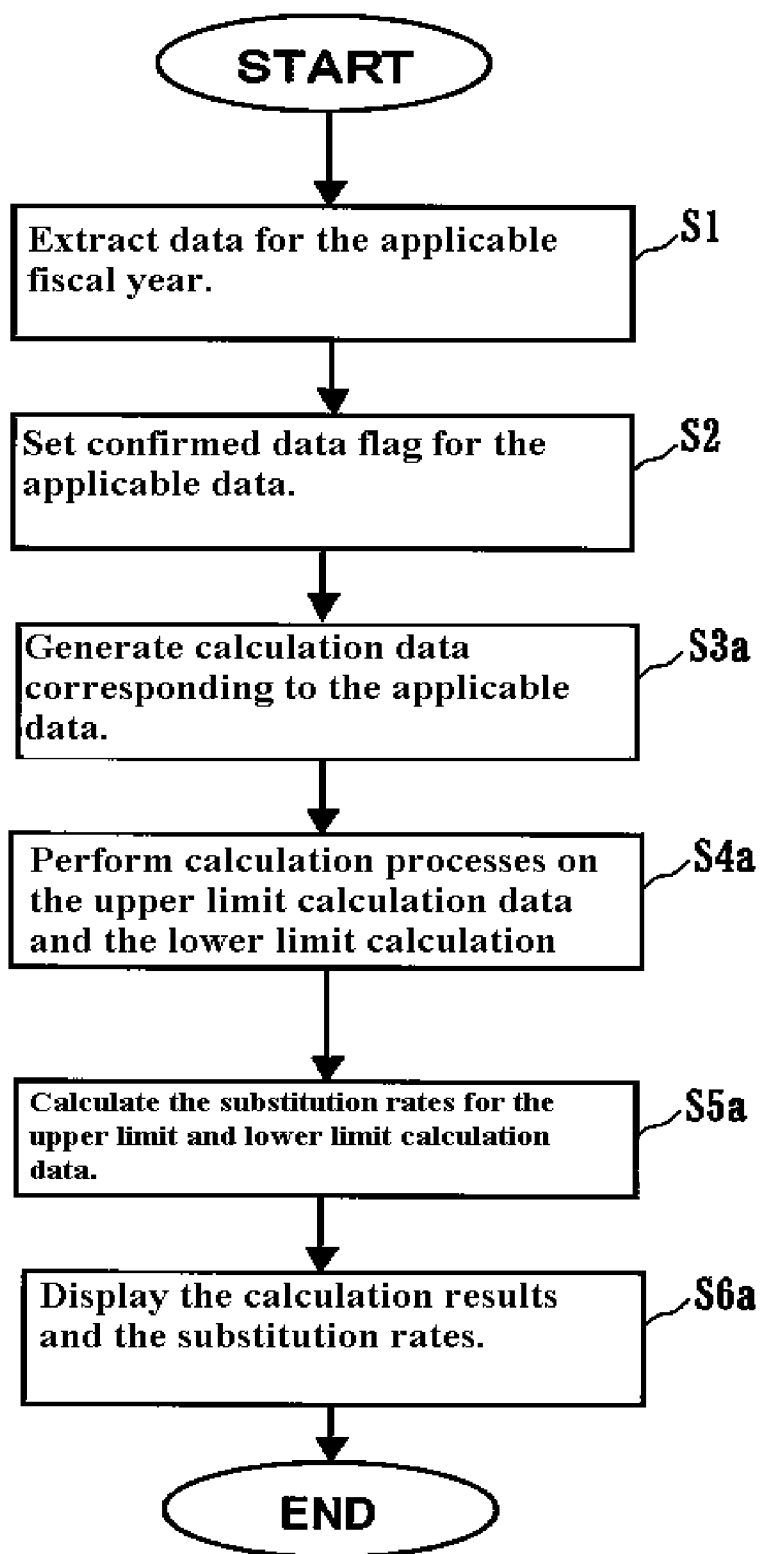 START
Extract data for the applicable
fiscal year.
S1
Set confirmed data flag for the
applicable data.
S2
Generate calculation data
corresponding to the applicable
data.
S3a
Perform calculation processes on
the upper limit calculation data
and the lower limit calculation
S4a
Calculate the substitution rates for the
upper limit and lower limit calculation
data.
S5a
Display the calculation results
and the substitution rates.
S6a
END